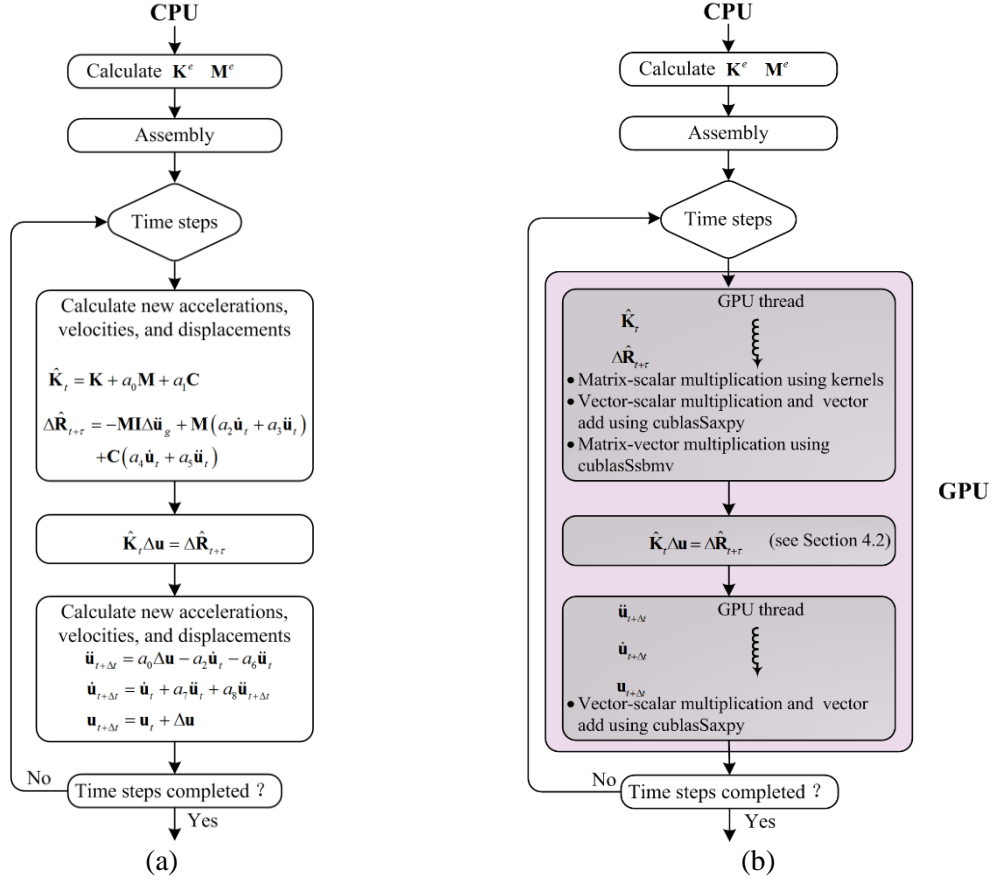 CPU
Calculate K^e M^e
Assembly
Time steps
Calculate new accelerations,
velocities, and displacements
K̂_t = K + a_0M + a_1C
ΔR̂_{t+τ} = −MIΔü_g + M(a_2u̇_t + a_3ü_t)
+C(a_4u̇_t + a_5ü_t)
K̂_tΔu = ΔR̂_{t+τ}
Calculate new accelerations,
velocities, and displacements
ü_{t+Δt} = a_0Δu − a_2u̇_t − a_6ü_t
u̇_{t+Δt} = u̇_t + a_7ü_t + a_8ü_{t+Δt}
u_{t+Δt} = u_t + Δu
No
Time steps completed ?
Yes
(a)
CPU
Calculate K^e M^e
Assembly
Time steps
GPU thread
K̂_t
ΔR̂_{t+τ}
• Matrix-scalar multiplication using kernels
• Vector-scalar multiplication and vector
add using cublasSaxpy
• Matrix-vector multiplication using
cublasSsbmv
GPU
K̂_tΔu = ΔR̂_{t+τ} (see Section 4.2)
GPU thread
ü_{t+Δt}
u̇_{t+Δt}
u_{t+Δt}
• Vector-scalar multiplication and vector
add using cublasSaxpy
No
Time steps completed ?
Yes
(b)